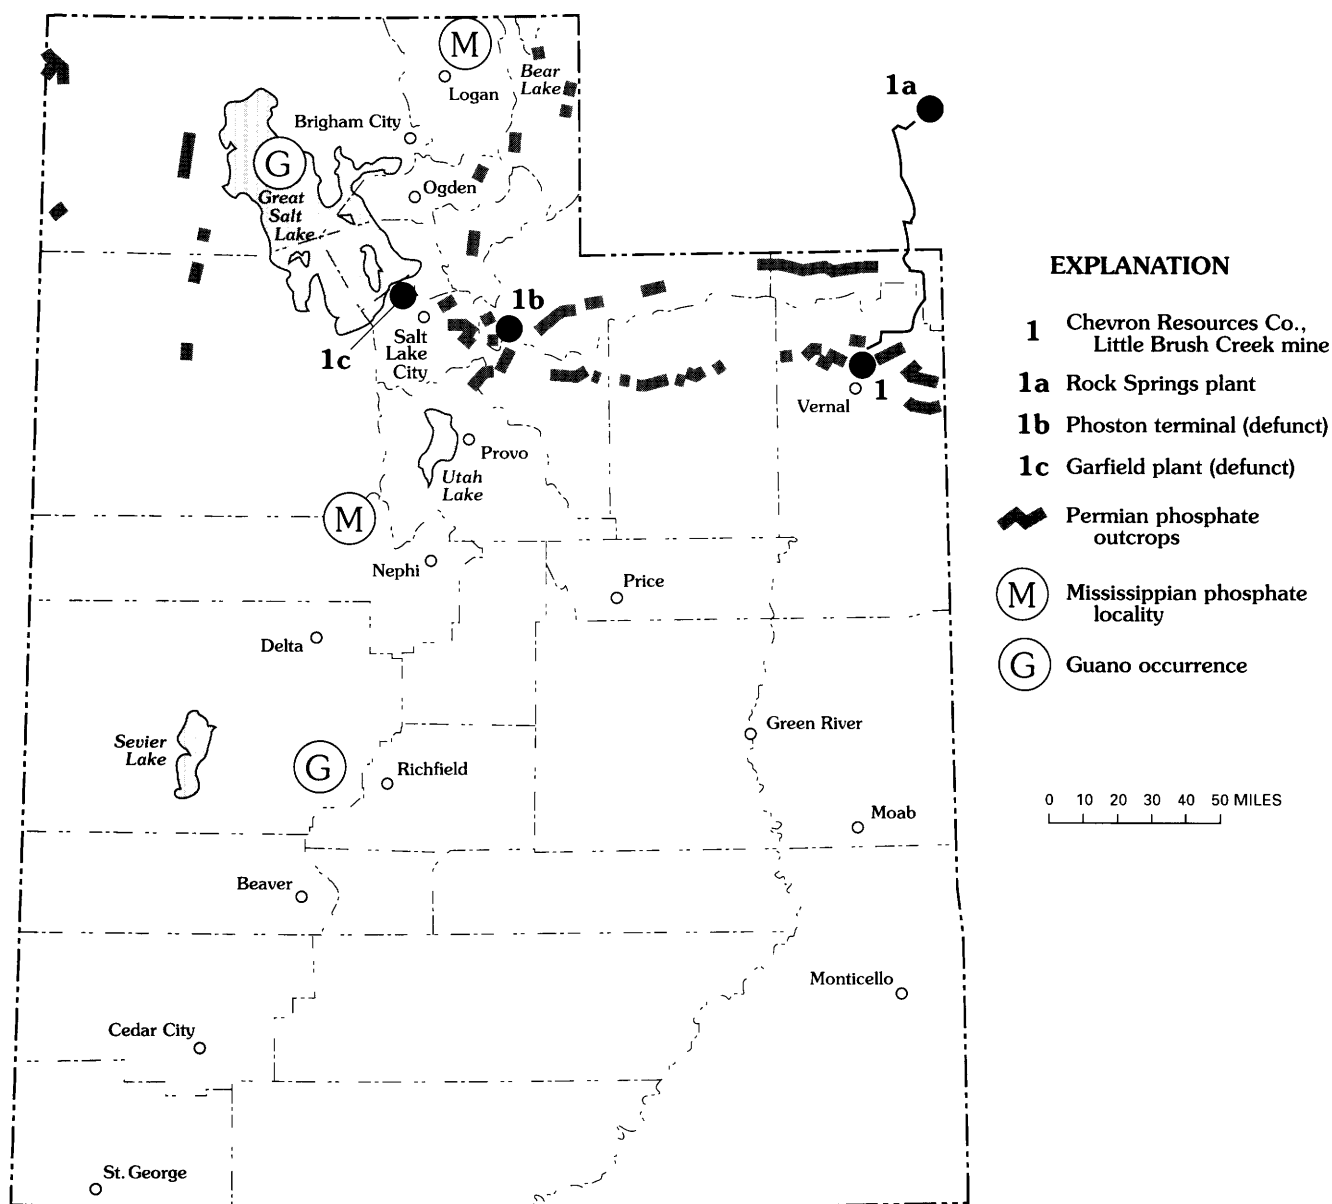 M
Bear
Lake
Logan
1a
Brigham City
G
Great
Salt
Lake
Ogden
1b
1c
Salt
Lake
City
1
Vernal
Provo
Utah
Lake
M
Nephi
Price
Delta
Green River
Sevier
Lake
G
Richfield
Moab
Beaver
Monticello
Cedar City
St. George
EXPLANATION
1 Chevron Resources Co.,
Little Brush Creek mine
1a Rock Springs plant
1b Phoston terminal (defunct)
1c Garfield plant (defunct)
Permian phosphate
outcrops
M Mississippian phosphate
locality
G Guano occurrence
0 10 20 30 40 50 MILES